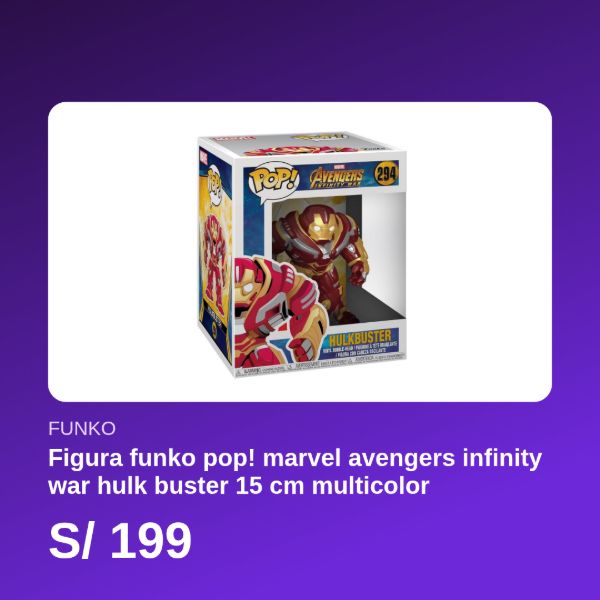 MARVEL
POP!
MARVEL
AVENGERS
INFINITY WAR
294
HULKBUSTER
FUNKO
Figura funko pop! marvel avengers infinity
war hulk buster 15 cm multicolor
S/ 199